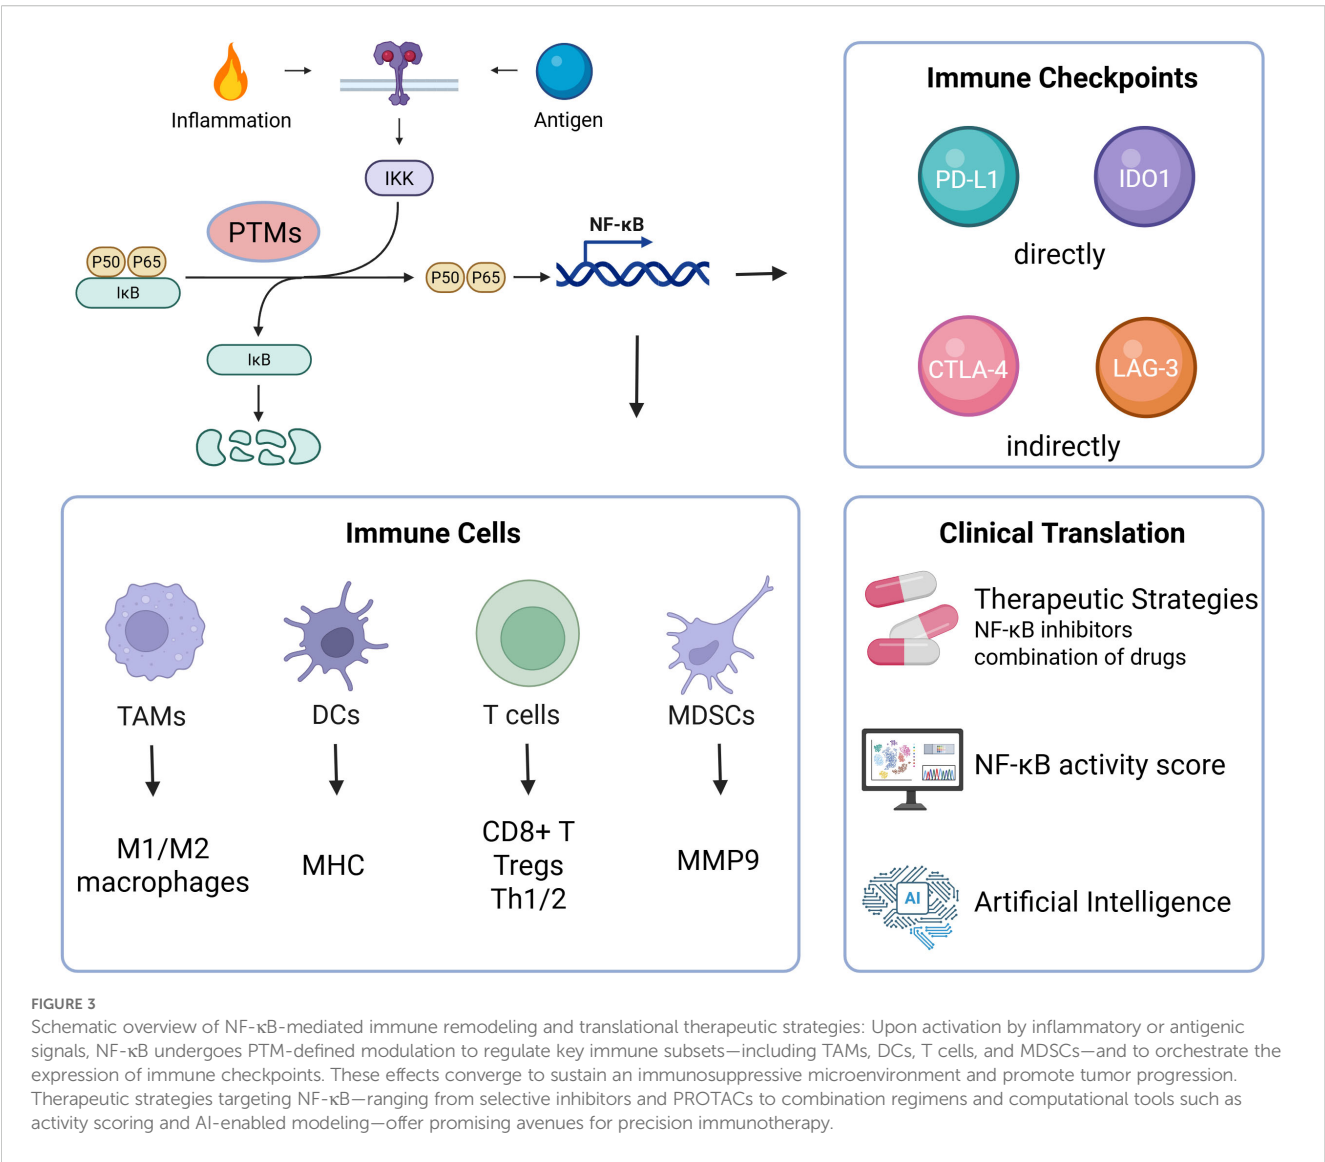 Inflammation
Antigen
IKK
PTMs
P50 P65
IκB
P50 P65
NF-κB
IκB
Immune Checkpoints
PD-L1
IDO1
directly
CTLA-4
LAG-3
indirectly
Immune Cells
TAMs
DCs
T cells
MDSCs
M1/M2
macrophages
MHC
CD8+ T
Tregs
Th1/2
MMP9
Clinical Translation
Therapeutic Strategies
NF-κB inhibitors
combination of drugs
NF-κB activity score
AI
Artificial Intelligence
FIGURE 3
Schematic overview of NF-κB-mediated immune remodeling and translational therapeutic strategies: Upon activation by inflammatory or antigenic
signals, NF-κB undergoes PTM-defined modulation to regulate key immune subsets—including TAMs, DCs, T cells, and MDSCs—and to orchestrate the
expression of immune checkpoints. These effects converge to sustain an immunosuppressive microenvironment and promote tumor progression.
Therapeutic strategies targeting NF-κB—ranging from selective inhibitors and PROTACs to combination regimens and computational tools such as
activity scoring and AI-enabled modeling—offer promising avenues for precision immunotherapy.